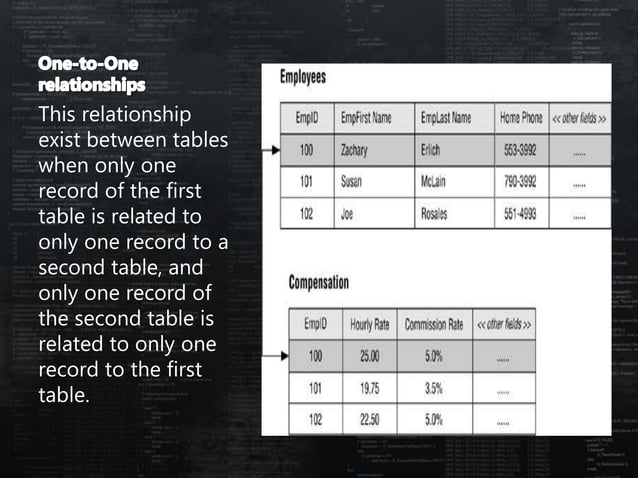 One-to-One
relationships
This relationship
exist between tables
when only one
record of the first
table is related to
only one record to a
second table, and
only one record of
the second table is
related to only one
record to the first
table.
Employees
EmpID EmpFirst Name EmpLast Name Home Phone << other fields >>
100 Zachary Erlich 553-3992 ......
101 Susan McLain 790-3992 ......
102 Joe Rosales 551-4993 ......
Compensation
EmpID Hourly Rate Commission Rate << other fields >>
100 25.00 5.0% ......
101 19.75 3.5% ......
102 22.50 5.0% ......